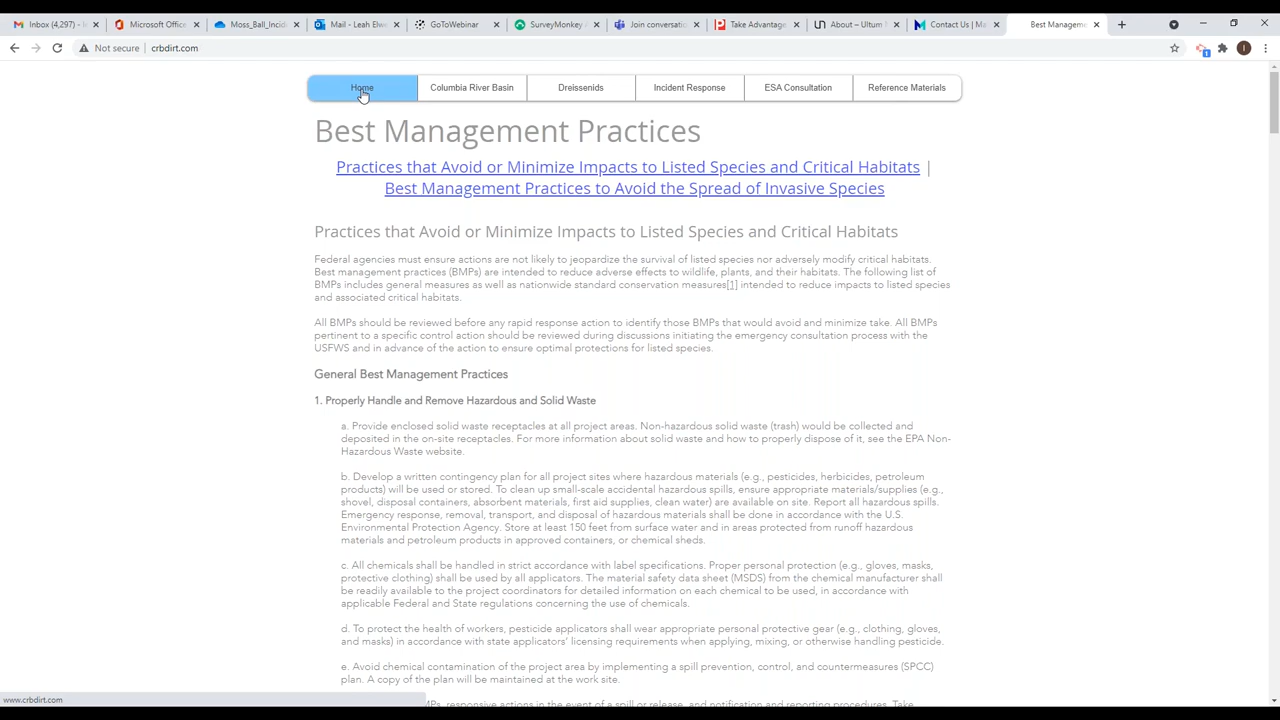 Inbox (4,297) - l
Microsoft Office
Moss_Ball_Incid
Mail - Leah Elw
GoToWebinar
SurveyMonkey
Join conversati
Take Advantage
About – Ultum
Contact Us | Ma
Best Manageme
Not secure | crbdirt.com
Home
Columbia River Basin
Dreissenids
Incident Response
ESA Consultation
Reference Materials
Best Management Practices
Practices that Avoid or Minimize Impacts to Listed Species and Critical Habitats |
Best Management Practices to Avoid the Spread of Invasive Species
Practices that Avoid or Minimize Impacts to Listed Species and Critical Habitats
Federal agencies must ensure actions are not likely to jeopardize the survival of listed species nor adversely modify critical habitats.
Best management practices (BMPs) are intended to reduce adverse effects to wildlife, plants, and their habitats. The following list of
BMPs includes general measures as well as nationwide standard conservation measures[1] intended to reduce impacts to listed species
and associated critical habitats.
All BMPs should be reviewed before any rapid response action to identify those BMPs that would avoid and minimize take. All BMPs
pertinent to a specific control action should be reviewed during discussions initiating the emergency consultation process with the
USFWS and in advance of the action to ensure optimal protections for listed species.
General Best Management Practices
1. Properly Handle and Remove Hazardous and Solid Waste
a. Provide enclosed solid waste receptacles at all project areas. Non-hazardous solid waste (trash) would be collected and
deposited in the on-site receptacles. For more information about solid waste and how to properly dispose of it, see the EPA Non-
Hazardous Waste website.
b. Develop a written contingency plan for all project sites where hazardous materials (e.g., pesticides, herbicides, petroleum
products) will be used or stored. To clean up small-scale accidental hazardous spills, ensure appropriate materials/supplies (e.g.,
shovel, disposal containers, absorbent materials, first aid supplies, clean water) are available on site. Report all hazardous spills.
Emergency response, removal, transport, and disposal of hazardous materials shall be done in accordance with the U.S.
Environmental Protection Agency. Store at least 150 feet from surface water and in areas protected from runoff hazardous
materials and petroleum products in approved containers, or chemical sheds.
c. All chemicals shall be handled in strict accordance with label specifications. Proper personal protection (e.g., gloves, masks,
protective clothing) shall be used by all applicators. The material safety data sheet (MSDS) from the chemical manufacturer shall
be readily available to the project coordinators for detailed information on each chemical to be used, in accordance with
applicable Federal and State regulations concerning the use of chemicals.
d. To protect the health of workers, pesticide applicators shall wear appropriate personal protective gear (e.g., clothing, gloves,
and masks) in accordance with state applicators' licensing requirements when applying, mixing, or otherwise handling pesticide.
e. Avoid chemical contamination of the project area by implementing a spill prevention, control, and countermeasures (SPCC)
plan. A copy of the plan will be maintained at the work site.
www.crbdirt.com
MPs, responsive actions in the event of a spill or release, and notification and reporting procedures. Take